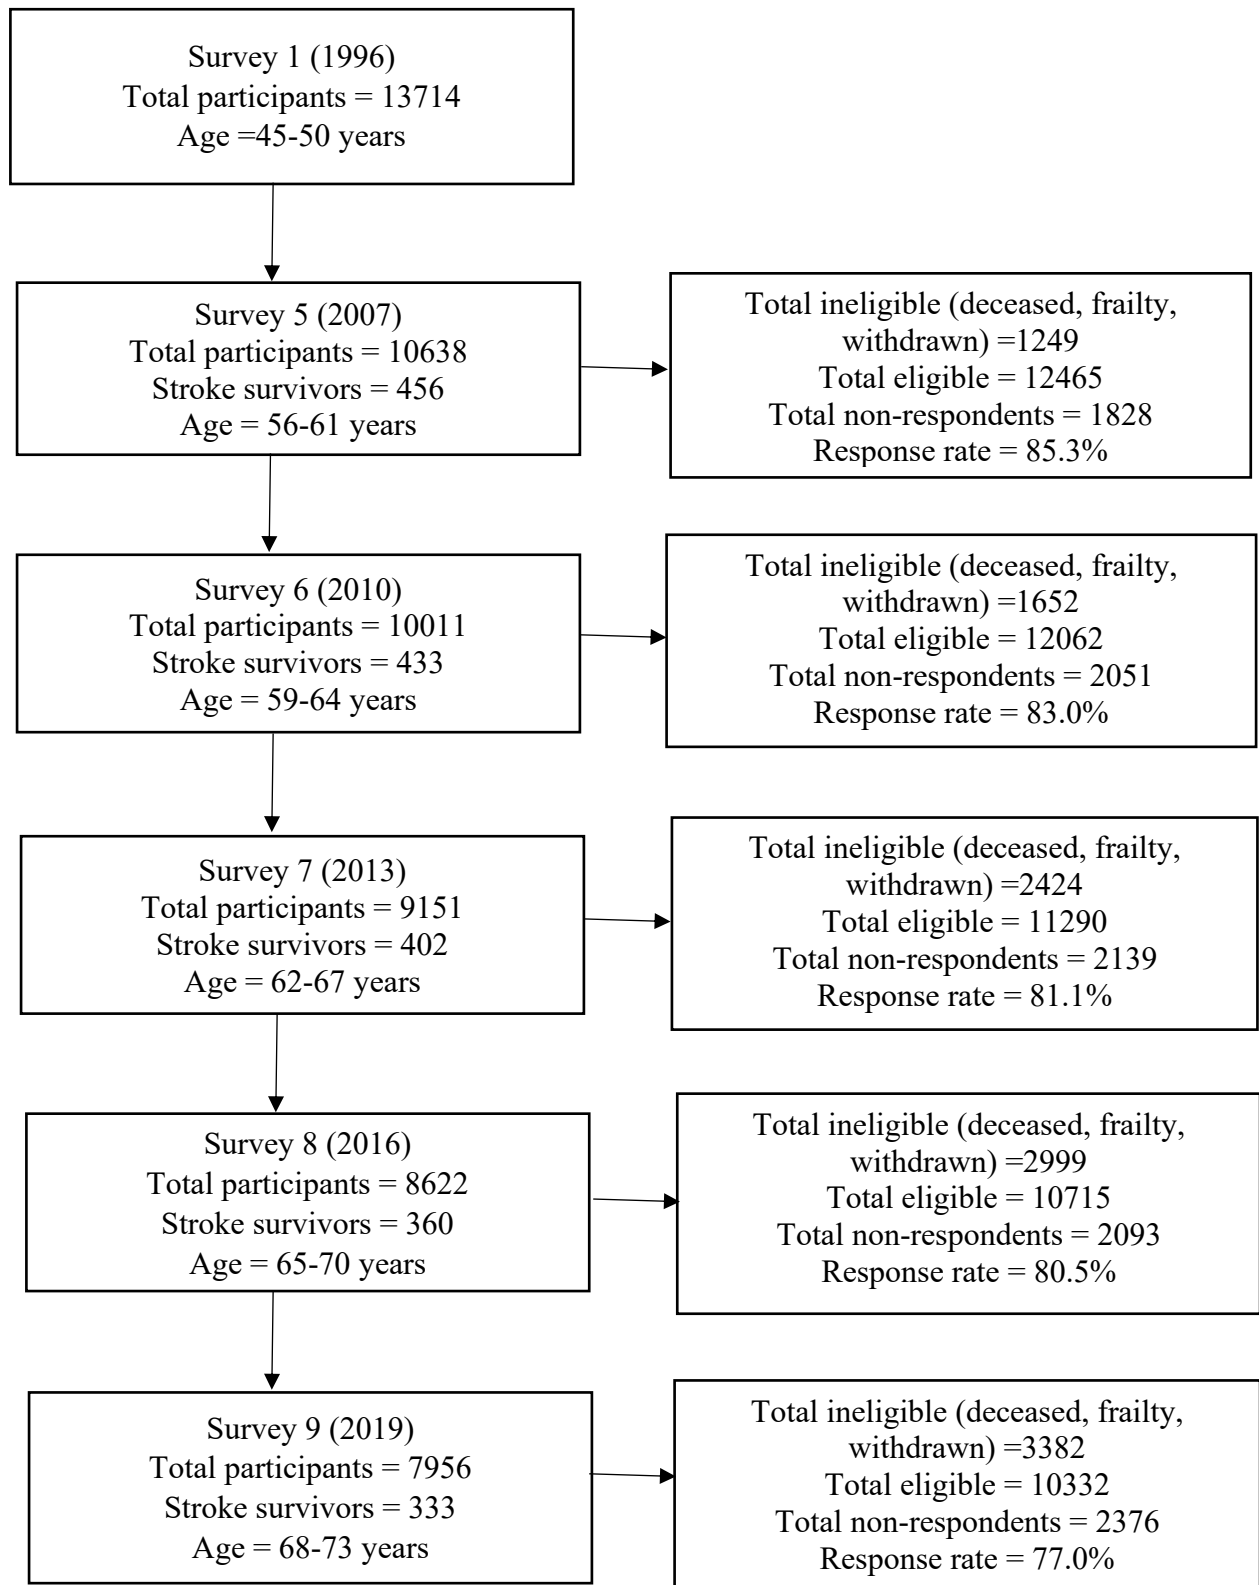 Survey 1 (1996)
Total participants = 13714
Age =45-50 years
Survey 5 (2007)
Total participants = 10638
Stroke survivors = 456
Age = 56-61 years
Total ineligible (deceased, frailty,
withdrawn) =1249
Total eligible = 12465
Total non-respondents = 1828
Response rate = 85.3%
Survey 6 (2010)
Total participants = 10011
Stroke survivors = 433
Age = 59-64 years
Total ineligible (deceased, frailty,
withdrawn) =1652
Total eligible = 12062
Total non-respondents = 2051
Response rate = 83.0%
Survey 7 (2013)
Total participants = 9151
Stroke survivors = 402
Age = 62-67 years
Total ineligible (deceased, frailty,
withdrawn) =2424
Total eligible = 11290
Total non-respondents = 2139
Response rate = 81.1%
Survey 8 (2016)
Total participants = 8622
Stroke survivors = 360
Age = 65-70 years
Total ineligible (deceased, frailty,
withdrawn) =2999
Total eligible = 10715
Total non-respondents = 2093
Response rate = 80.5%
Survey 9 (2019)
Total participants = 7956
Stroke survivors = 333
Age = 68-73 years
Total ineligible (deceased, frailty,
withdrawn) =3382
Total eligible = 10332
Total non-respondents = 2376
Response rate = 77.0%